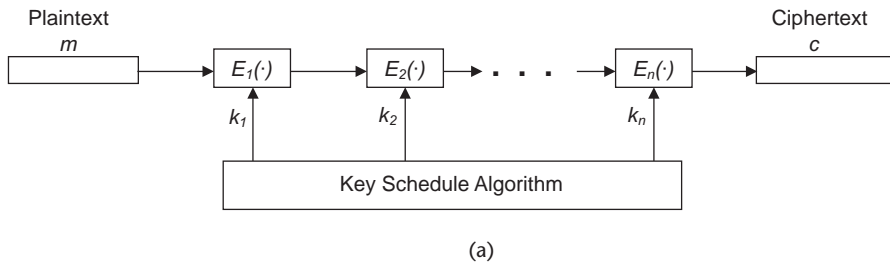 Plaintext
m
Ciphertext
c
E₁(·)
E₂(·)
. . .
Eₙ(·)
k₁
k₂
kₙ
Key Schedule Algorithm
(a)